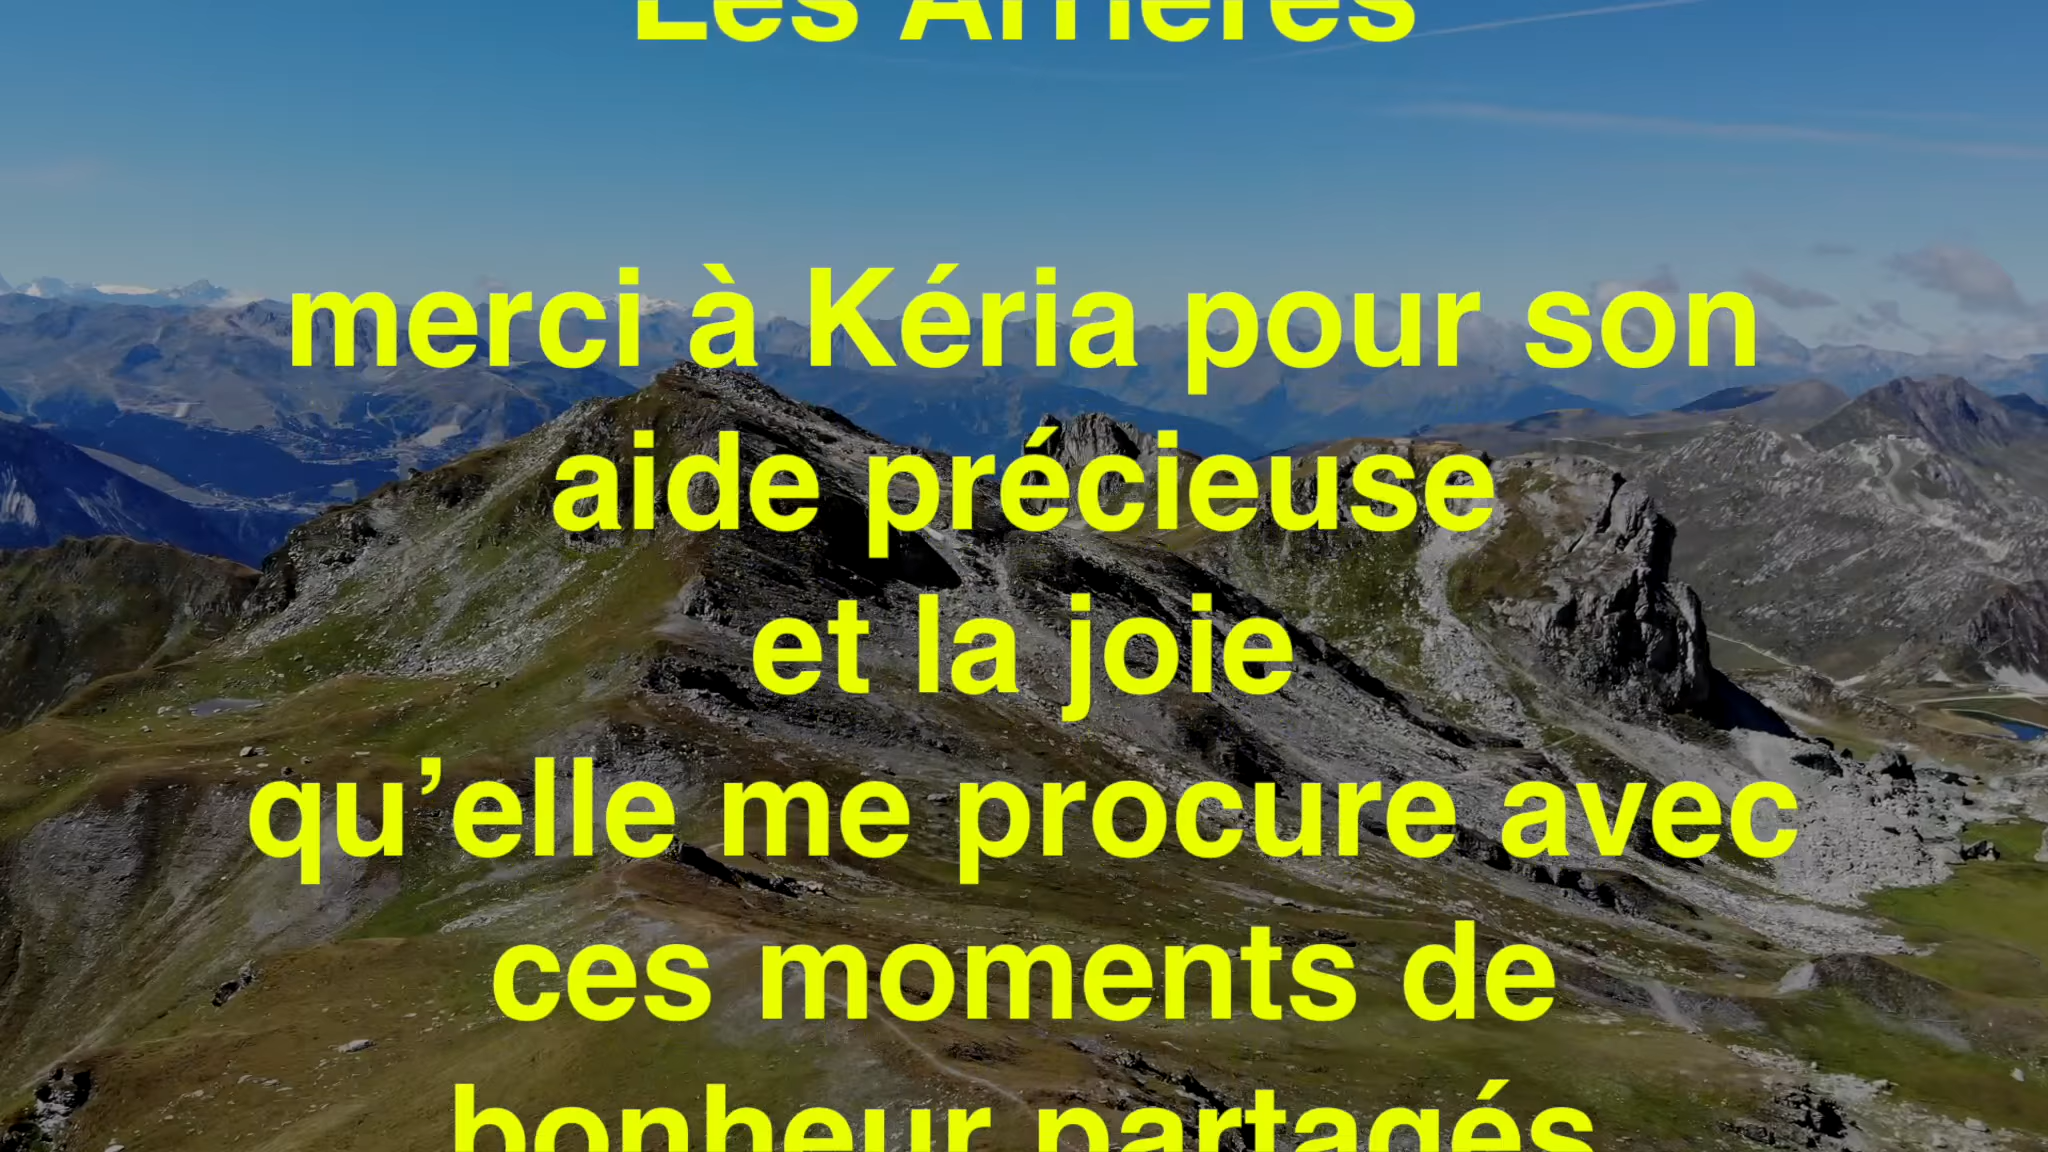 Les Arrières
merci à Kéria pour son
aide précieuse
et la joie
qu’elle me procure avec
ces moments de
bonheur partagés